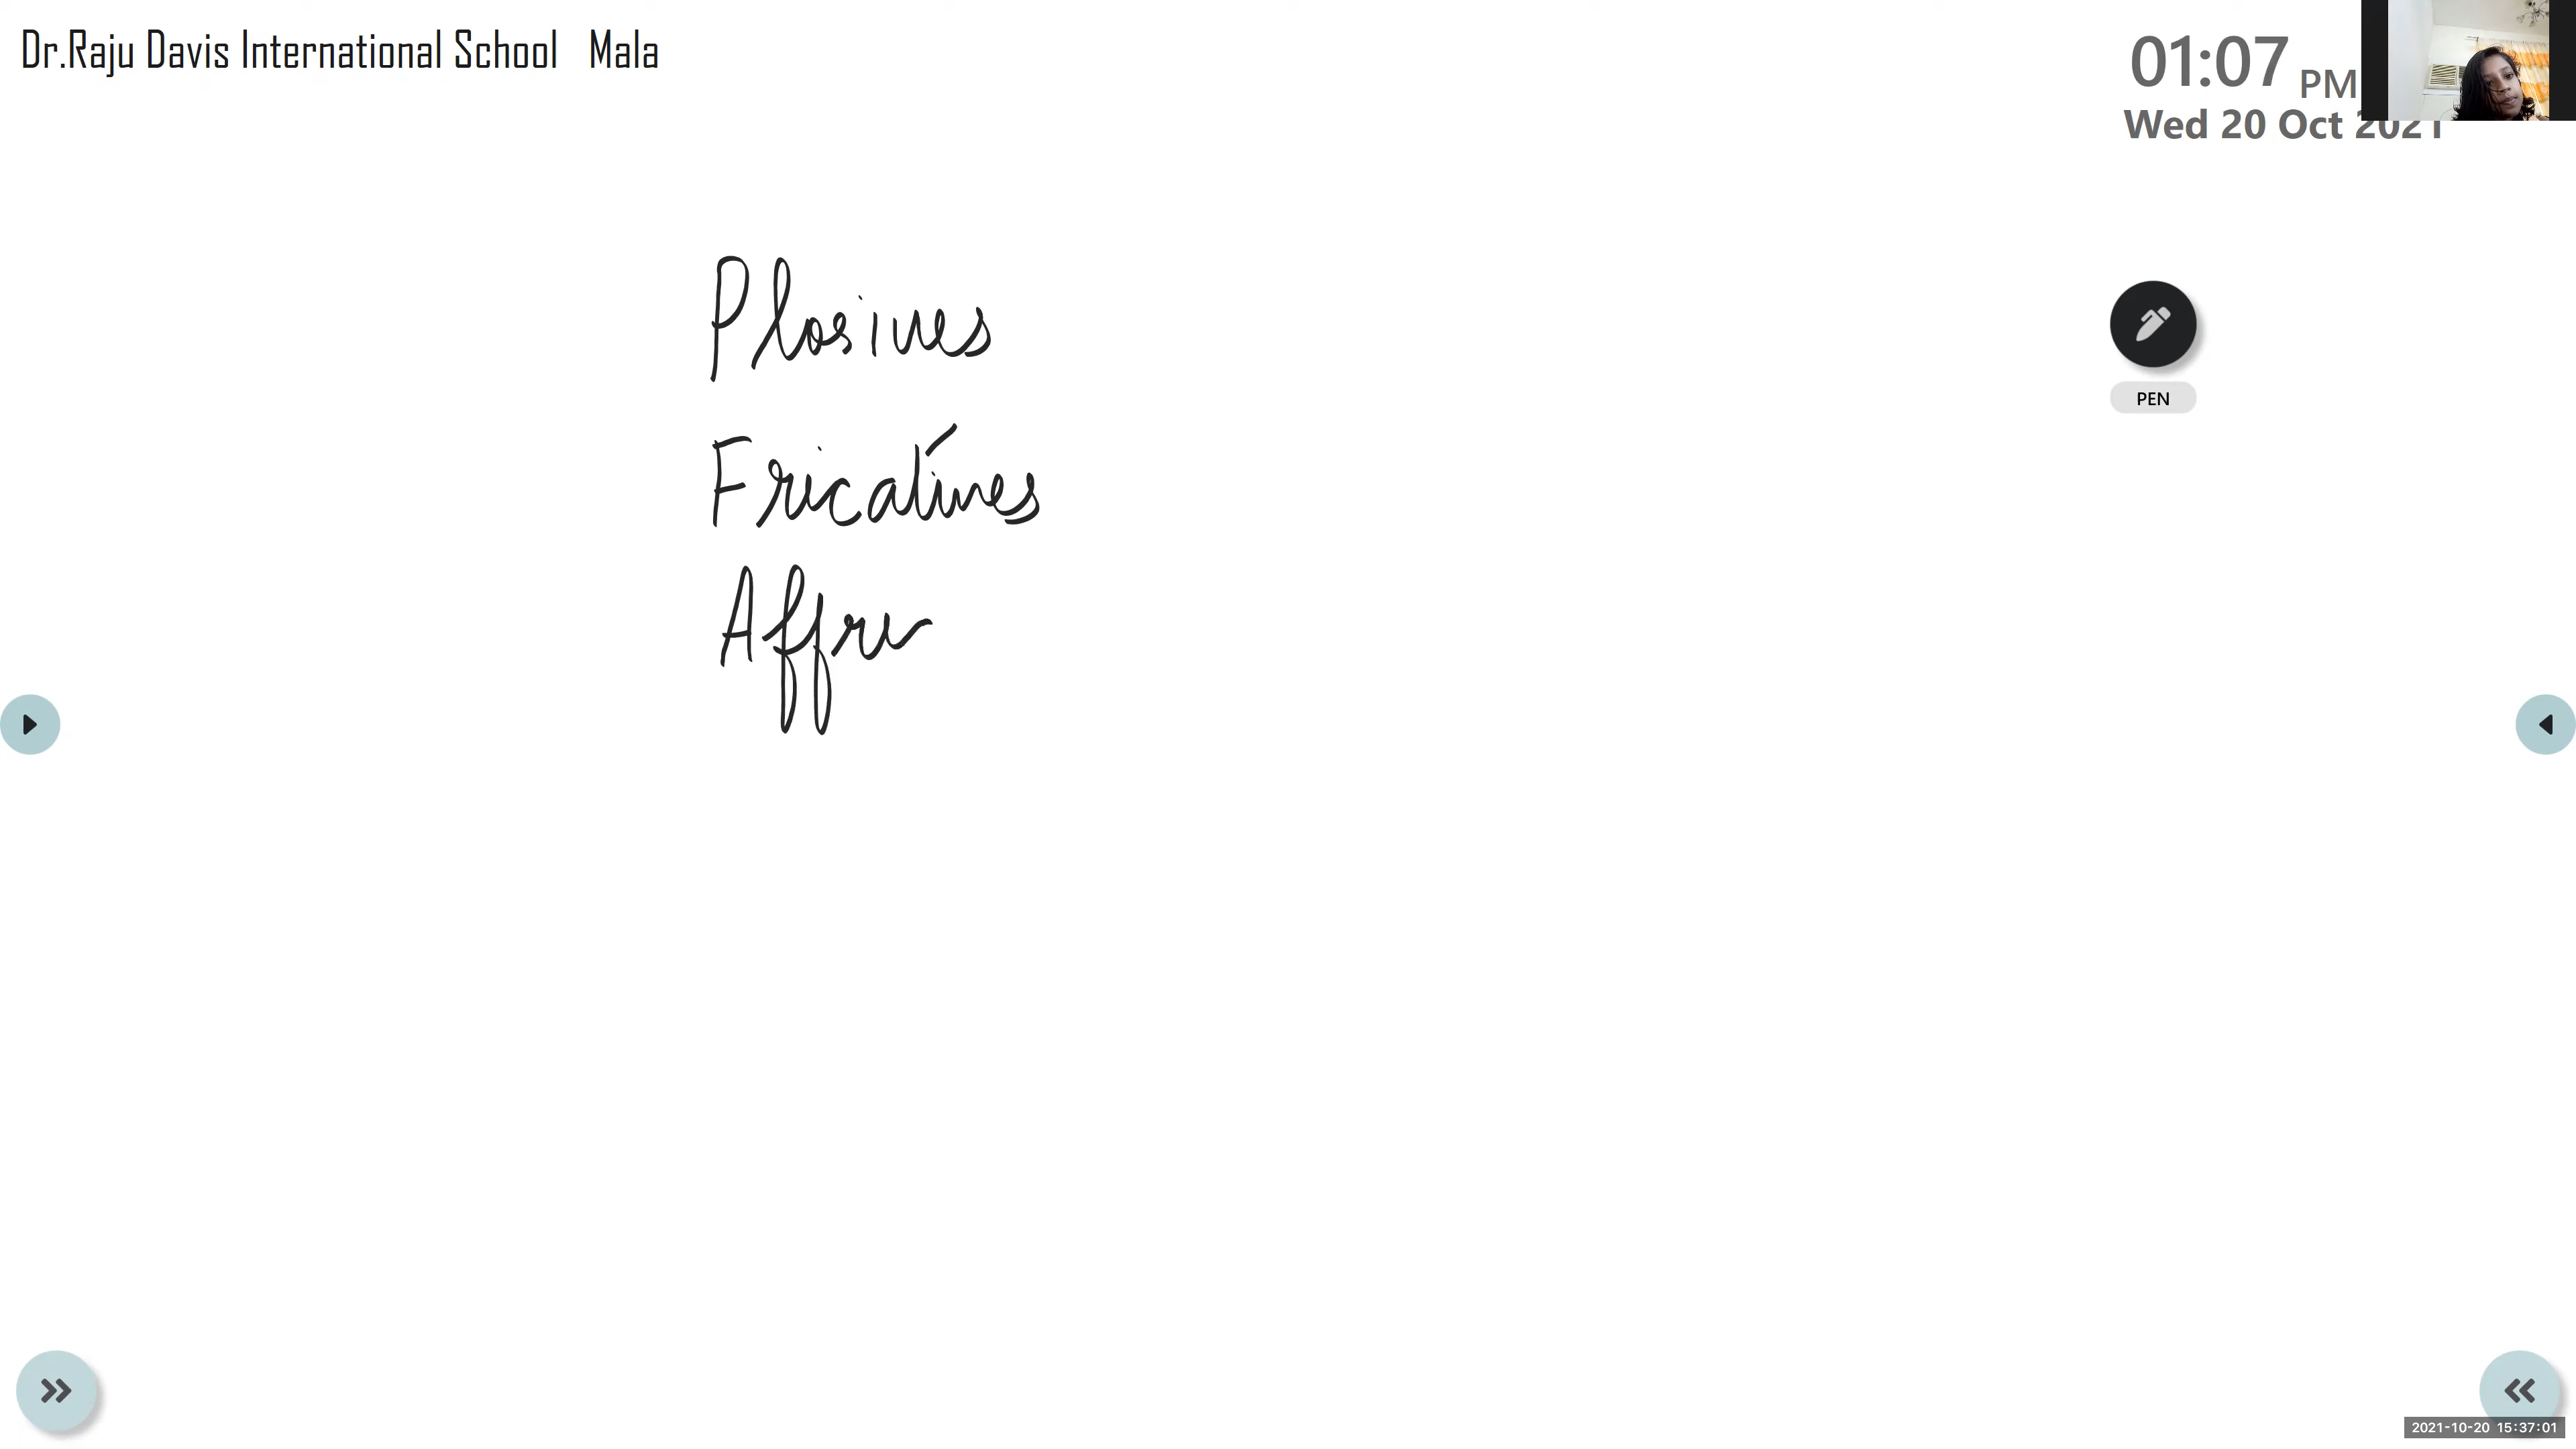 Dr.Raju Davis International School Mala
01:07 PM
Wed 20 Oct 2021
Plosives
PEN
Fricatives
Affri
2021-10-20 15:37:01